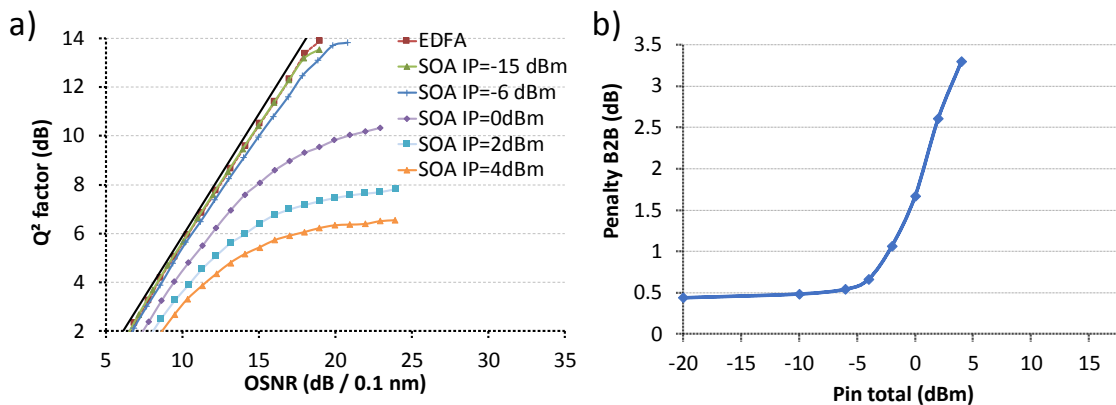 a)
Q² factor (dB)
14
12
10
8
6
4
2
5
10
15
20
25
30
35
OSNR (dB / 0.1 nm)
EDFA
SOA IP=-15 dBm
SOA IP=-6 dBm
SOA IP=0dBm
SOA IP=2dBm
SOA IP=4dBm
b)
Penalty B2B (dB)
3.5
3
2.5
2
1.5
1
0.5
0
-20
-15
-10
-5
0
5
10
15
Pin total (dBm)